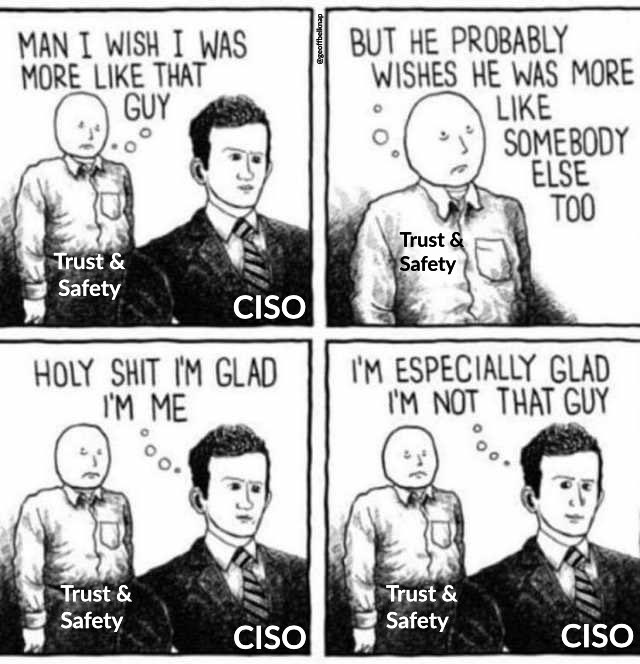 MAN I WISH I WAS
MORE LIKE THAT
GUY
Trust &
Safety
CISO
@geoffbelknap
BUT HE PROBABLY
WISHES HE WAS MORE
LIKE
SOMEBODY
ELSE
TOO
Trust &
Safety
HOLY SHIT I'M GLAD
I'M ME
Trust &
Safety
CISO
I'M ESPECIALLY GLAD
I'M NOT THAT GUY
Trust &
Safety
CISO